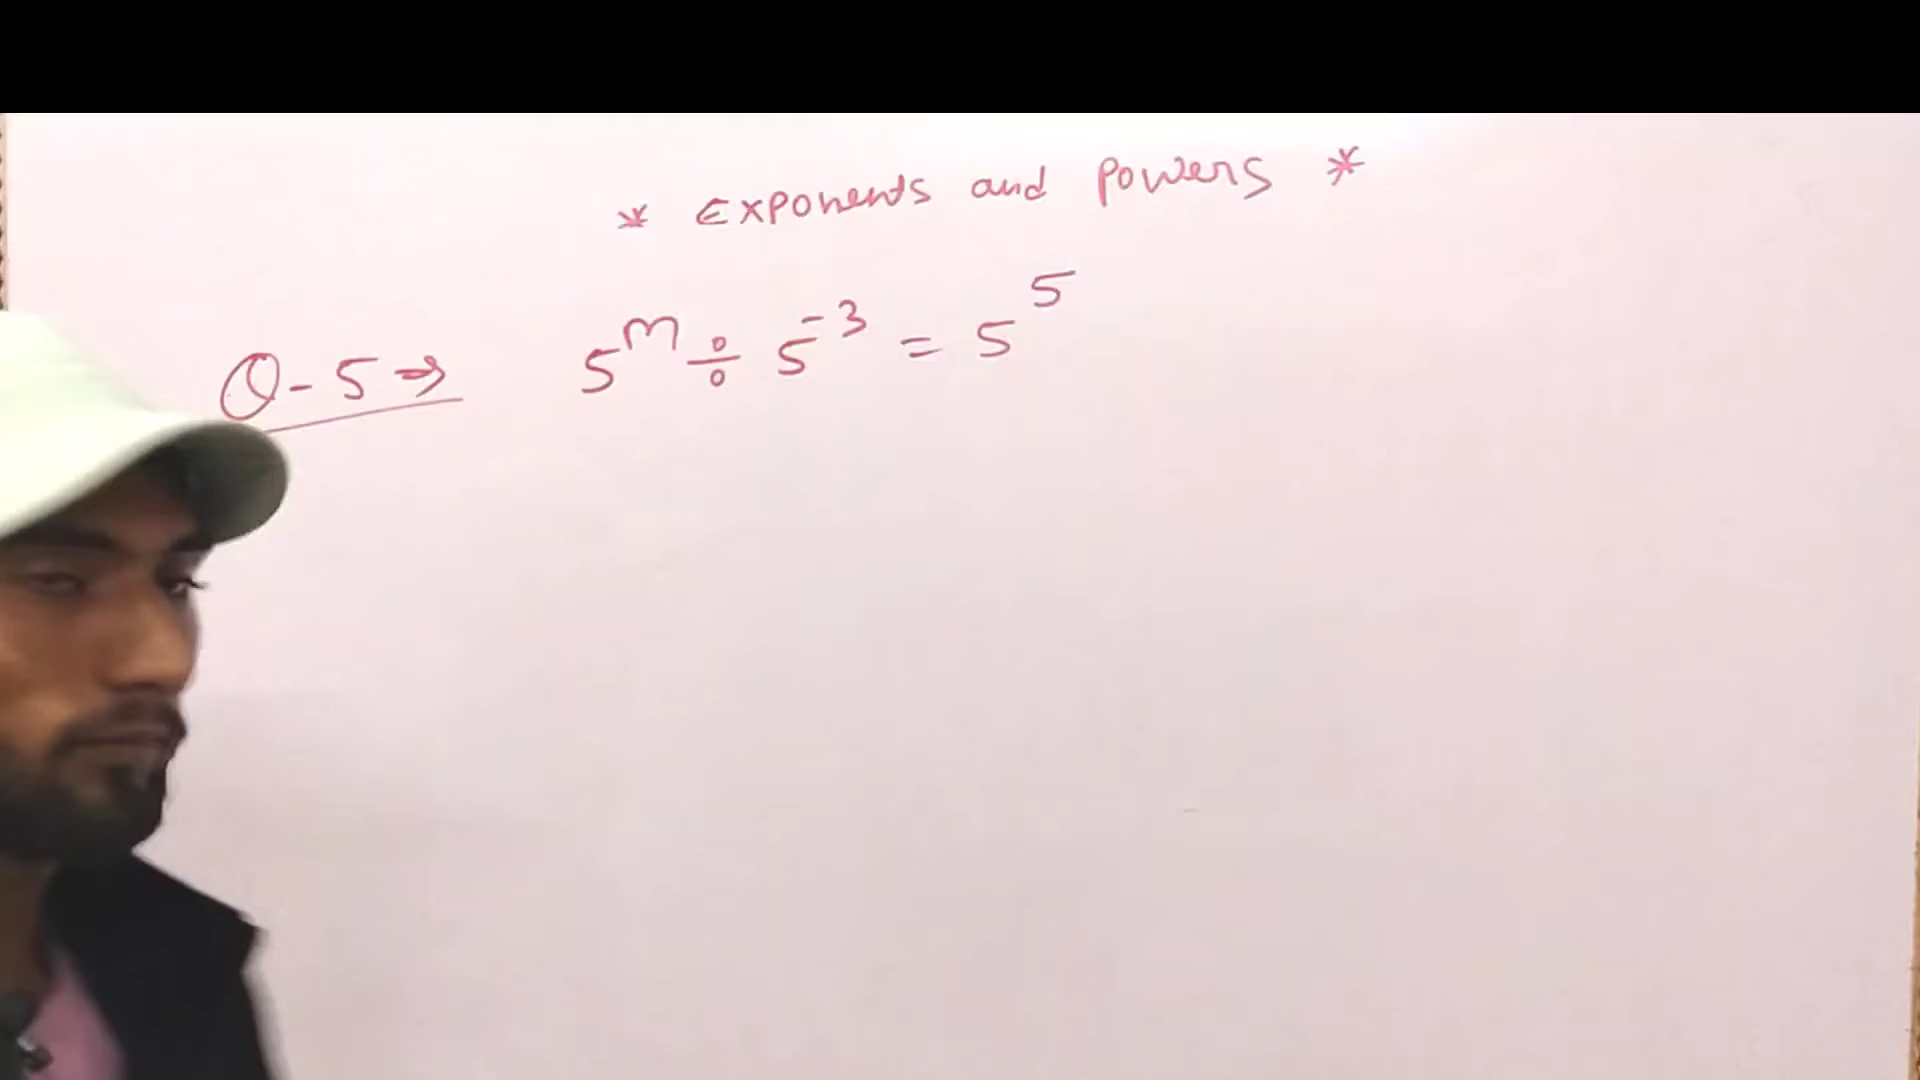 * Exponents and Powers *
Q-5⇒ 5^m ÷ 5^-3 = 5^5